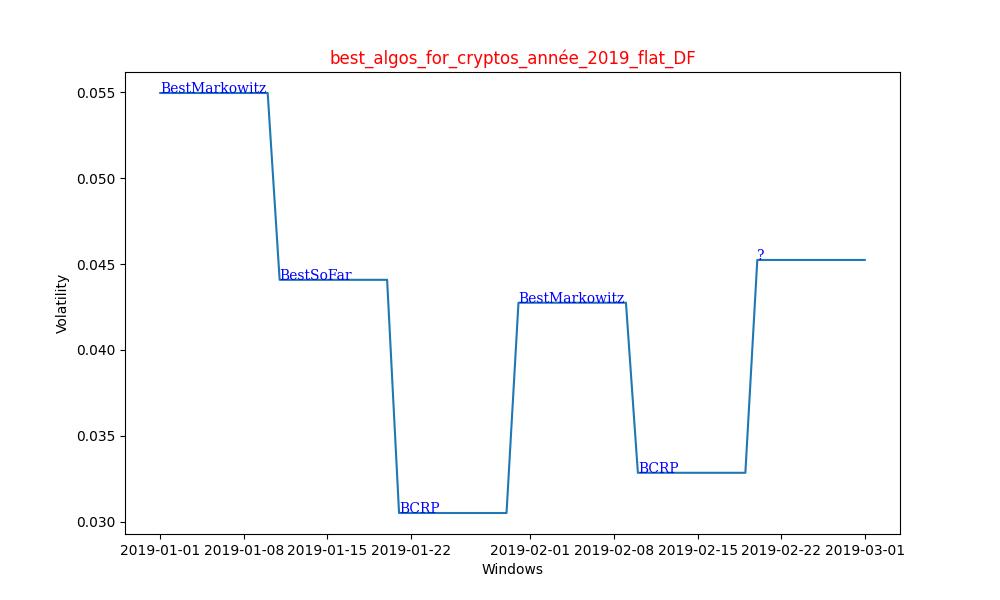 best_algos_for_cryptos_année_2019_flat_DF
0.055
0.050
0.045
0.040
0.035
0.030
Volatility
BestMarkowitz
BestSoFar
BCRP
BestMarkowitz
BCRP
?
2019-01-01 2019-01-08 2019-01-15 2019-01-22 2019-02-01 2019-02-08 2019-02-15 2019-02-22 2019-03-01
Windows